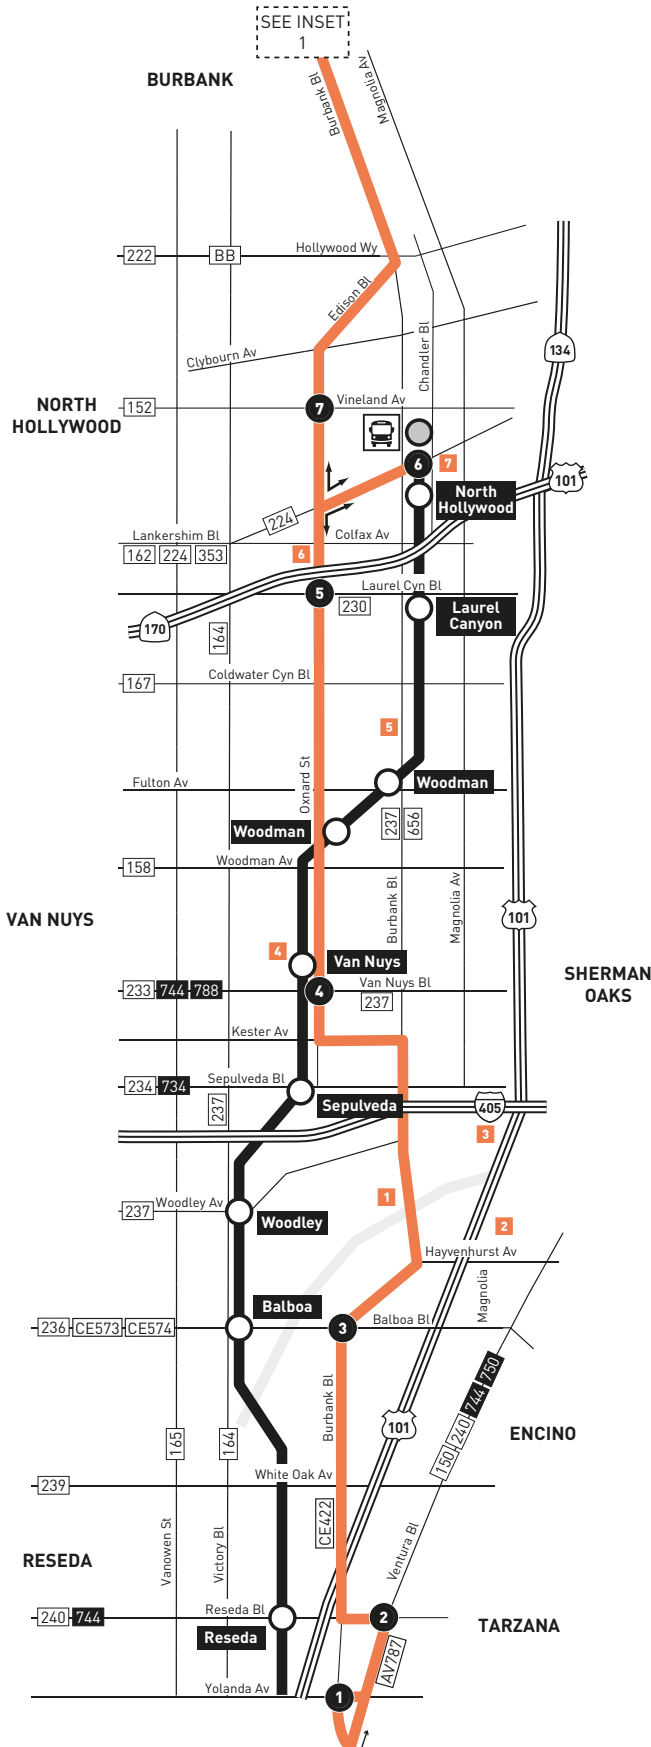 SEE INSET
1
BURBANK
Burbank Bl
Magnolia Av
222
BB
Hollywood Wy
Edison Bl
Chandler Bl
134
Clybourn Av
NORTH
HOLLYWOOD
152
7
Vineland Av
6
7
101
North
Hollywood
224
Lankershim Bl
Colfax Av
162
224
353
6
Laurel Cyn Bl
5
230
Laurel
Canyon
170
164
Coldwater Cyn Bl
167
5
Oxnard St
Fulton Av
Woodman
Woodman
237
656
Woodman Av
158
Burbank Bl
Magnolia Av
101
VAN NUYS
4
Van Nuys
SHERMAN
OAKS
233
744
788
4
Van Nuys Bl
237
Kester Av
Sepulveda Bl
234
734
237
Sepulveda
405
3
1
Woodley Av
237
Woodley
2
Hayvenhurst Av
Magnolia
Balboa
236
CE573
CE574
3
Balboa Bl
Burbank Bl
150
240
744
750
101
ENCINO
165
164
White Oak Av
239
CE422
Vanowen St
Victory Bl
Ventura Bl
RESEDA
240
744
Reseda Bl
2
TARZANA
Reseda
AV787
Yolanda Av
1